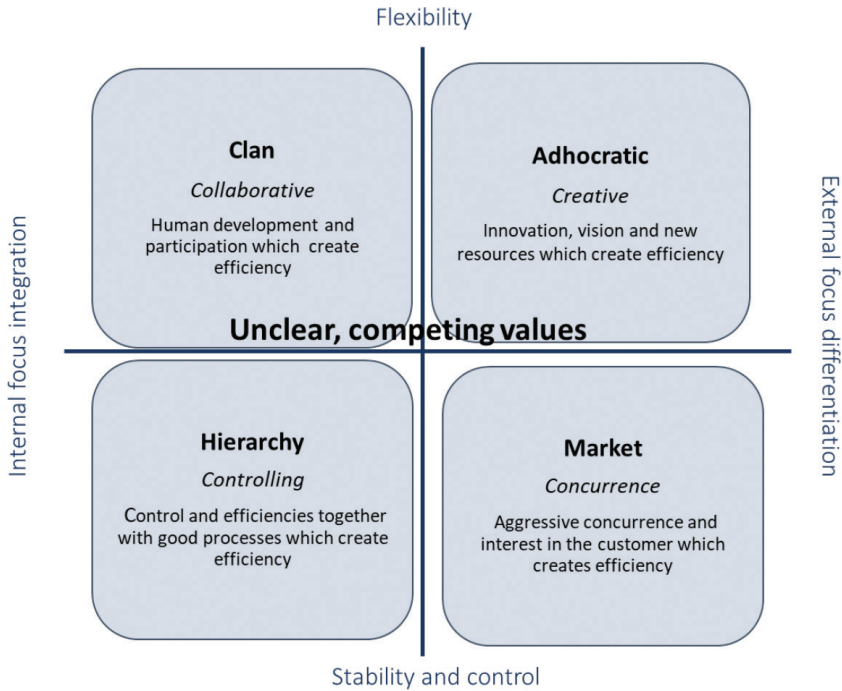 Flexibility
Internal focus integration
External focus differentiation
Clan
Collaborative
Human development and
participation which create
efficiency
Adhocratic
Creative
Innovation, vision and new
resources which create efficiency
Unclear, competing values
Hierarchy
Controlling
Control and efficiencies together
with good processes which create
efficiency
Market
Concurrence
Aggressive concurrence and
interest in the customer which
creates efficiency
Stability and control